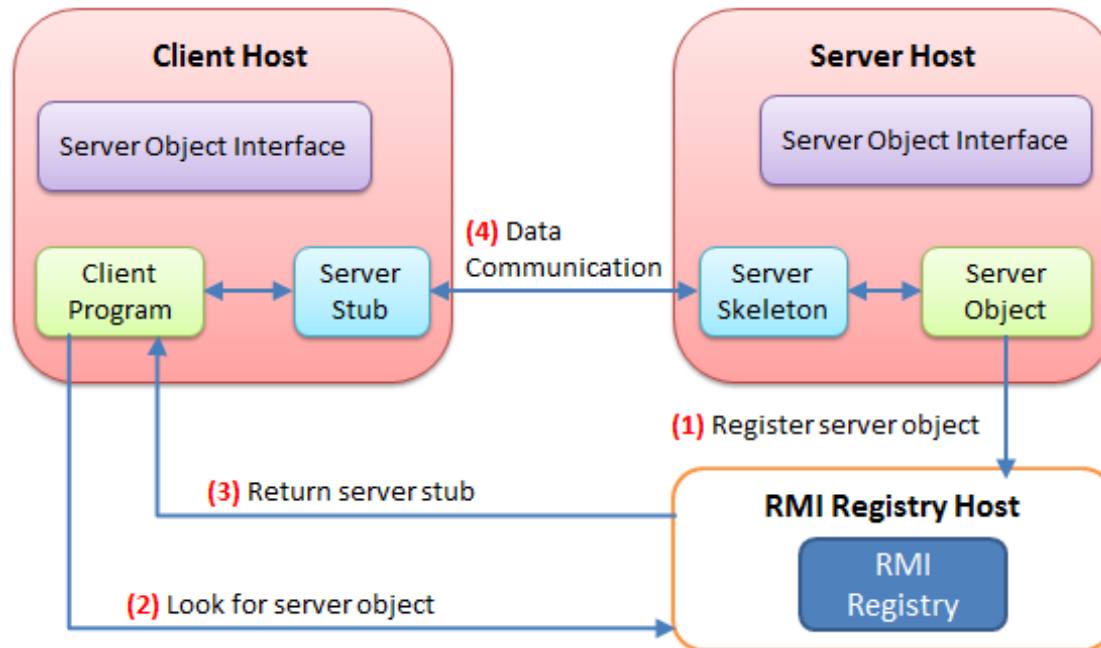 Client Host
Server Object Interface
Client
Program
Server
Stub
(4) Data
Communication
Server Host
Server Object Interface
Server
Skeleton
Server
Object
(1) Register server object
(3) Return server stub
(2) Look for server object
RMI Registry Host
RMI
Registry